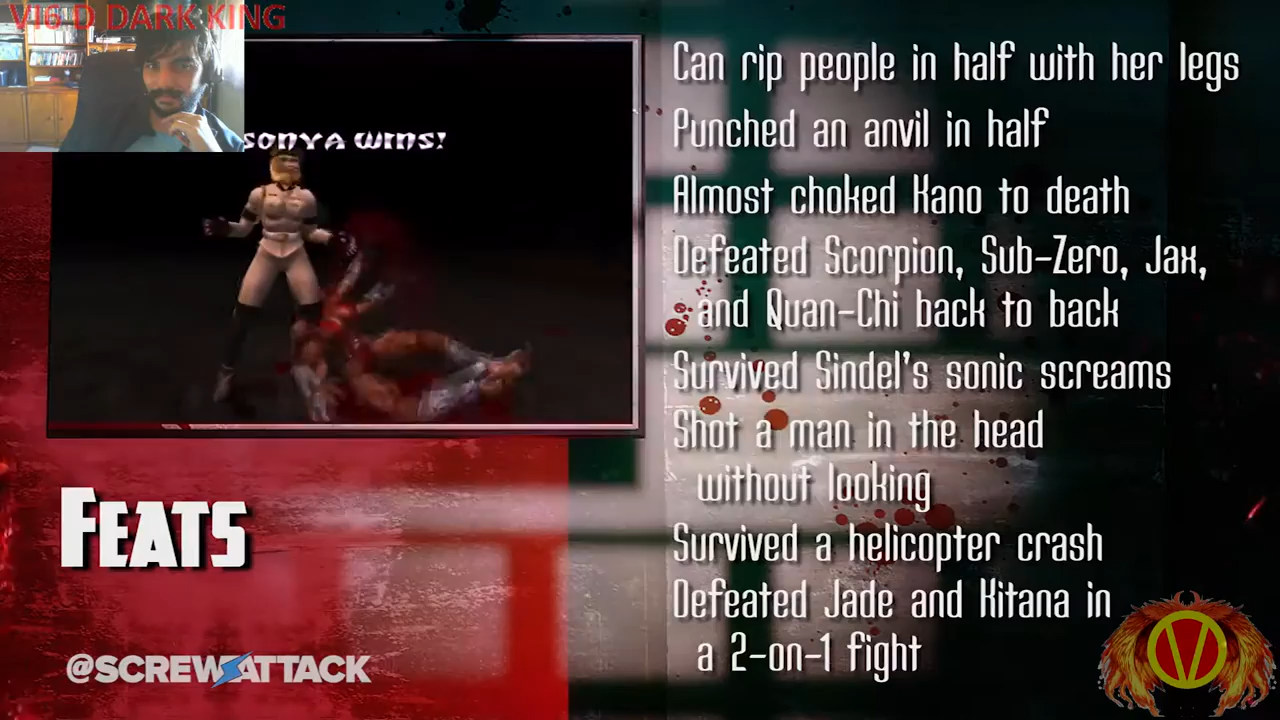 V16 D DARK KING
SONYA WINS!
Can rip people in half with her legs
Punched an anvil in half
Almost choked Kano to death
Defeated Scorpion, Sub-Zero, Jax,
and Quan-Chi back to back
Survived Sindel's sonic screams
Shot a man in the head
without looking
Survived a helicopter crash
Defeated Jade and Kitana in
a 2-on-1 fight
FEATS
@SCREWATTACK
V